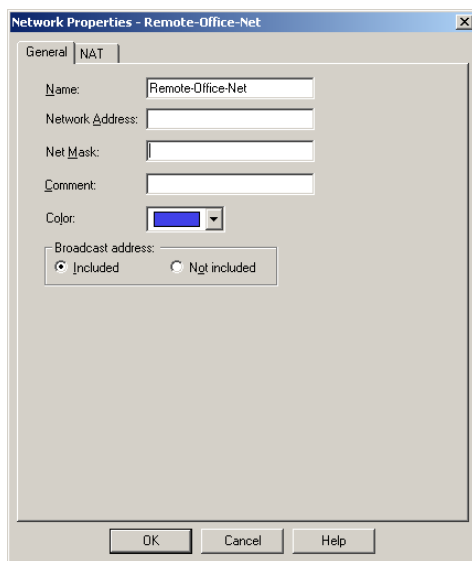 Network Properties - Remote-Office-Net
General NAT
Name: Remote-Office-Net
Network Address:
Net Mask:
Comment:
Color:
Broadcast address:
Included Not included
OK Cancel Help